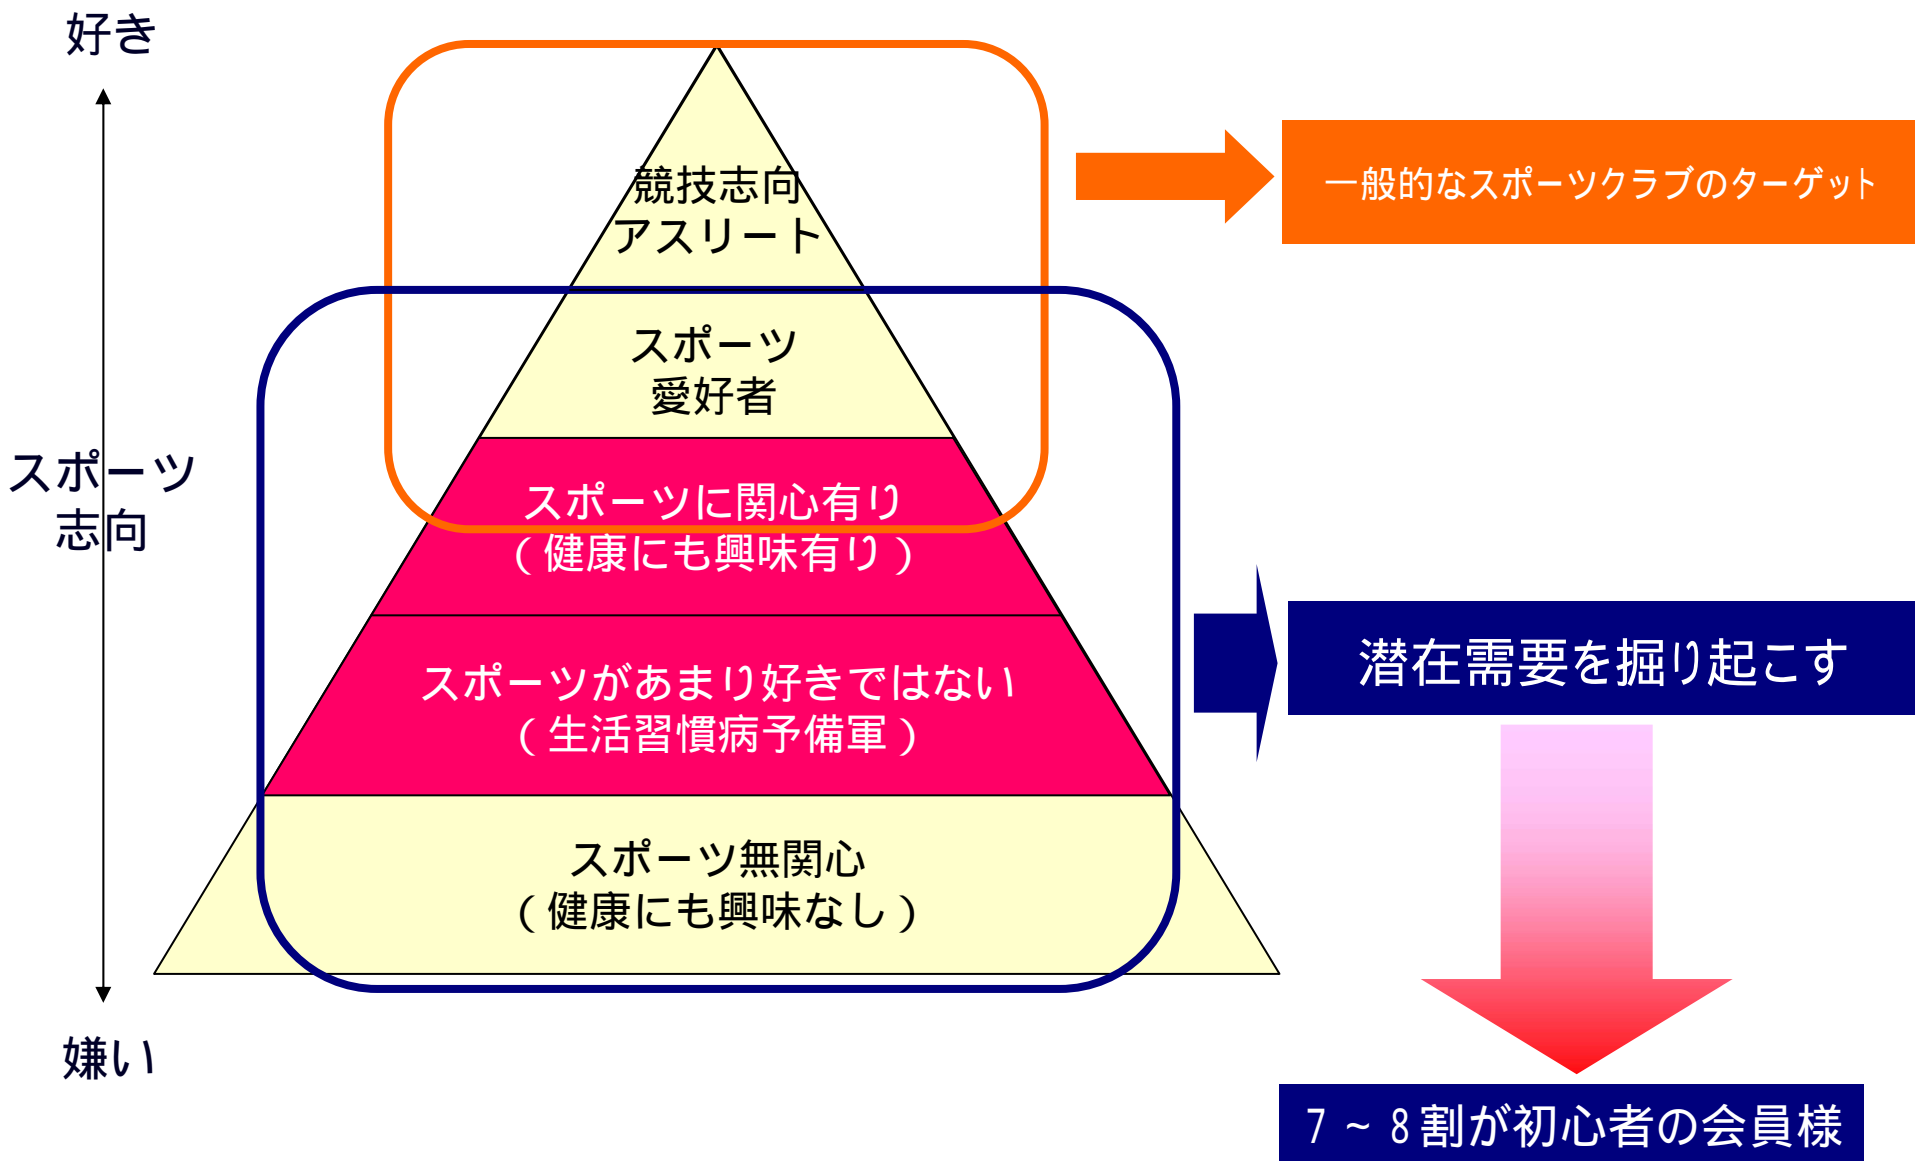 好き
スポーツ
志向
嫌い
競技志向
アスリート
スポーツ
愛好者
スポーツに関心有り
（健康にも興味有り）
スポーツがあまり好きではない
（生活習慣病予備軍）
スポーツ無関心
（健康にも興味なし）
一般的なスポーツクラブのターゲット
潜在需要を掘り起こす
７～８割が初心者の会員様